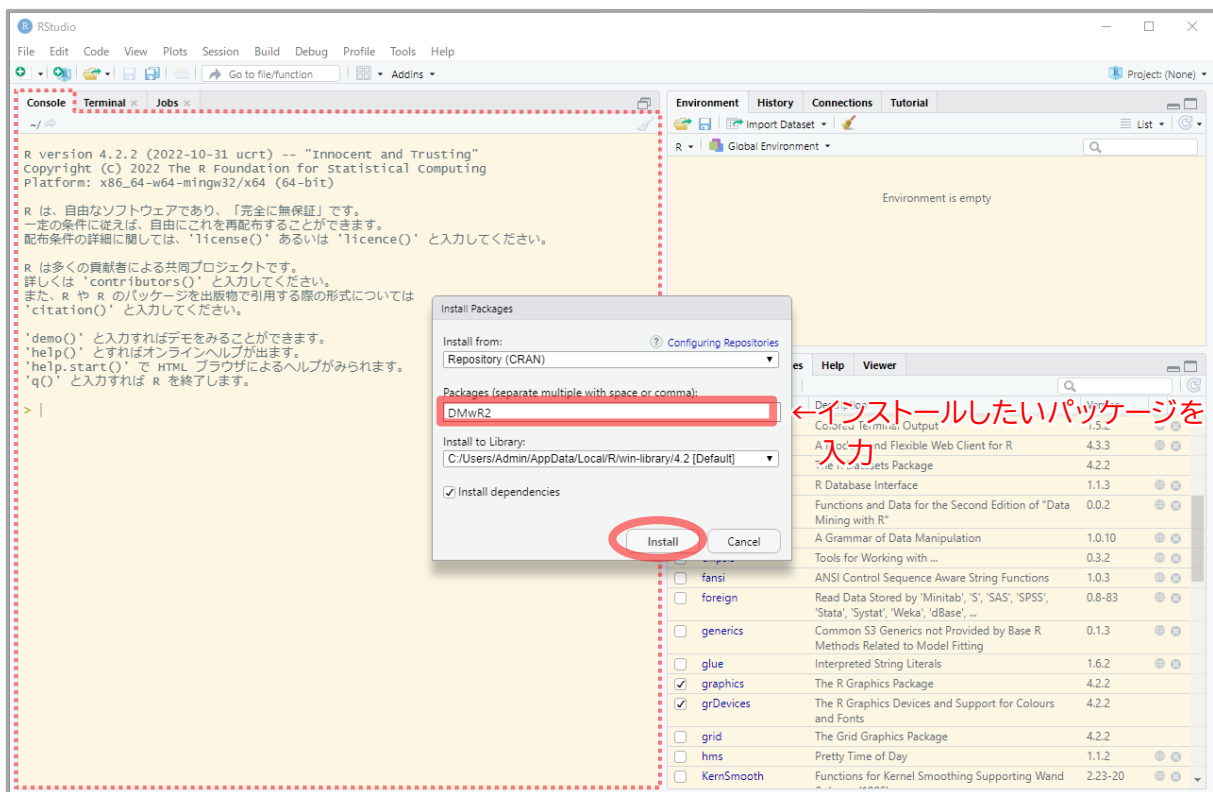 RStudio
File Edit Code View Plots Session Build Debug Profile Tools Help
Go to file/function Addins Project: (None)
Console Terminal Jobs
~/
R version 4.2.2 (2022-10-31 ucrt) -- "Innocent and Trusting"
Copyright (C) 2022 The R Foundation for Statistical Computing
Platform: x86_64-w64-mingw32/x64 (64-bit)
R は、自由なソフトウェアであり、「完全に無保証」です。
一定の条件に従えば、自由にこれを再配布することができます。
配布条件の詳細に関しては、'license()' あるいは 'licence()' と入力してください。
R は多くの貢献者による共同プロジェクトです。
詳しくは 'contributors()' と入力してください。
また、R や R のパッケージを出版物で引用する際の形式については
'citation()' と入力してください。
'demo()' と入力すればデモをみることができます。
'help()' とすればオンラインヘルプが出ます。
'help.start()' で HTML ブラウザによるヘルプがみられます。
'q()' と入力すれば R を終了します。
>
Install Packages
Install from:
? Configuring Repositories
Repository (CRAN)
Packages (separate multiple with space or comma):
DMwR2
Install to Library:
C:/Users/Admin/AppData/Local/R/win-library/4.2 [Default]
Install dependencies
Install Cancel
←インストールしたいパッケージを
入力
Environment History Connections Tutorial
Import Dataset List
R Global Environment
Environment is empty
es Help Viewer
Colored Terminal Output 1.5.2
nd Flexible Web Client for R 4.3.3
sets Package 4.2.2
R Database Interface 1.1.3
Functions and Data for the Second Edition of "Data 0.0.2
Mining with R"
A Grammar of Data Manipulation 1.0.10
Tools for Working with ... 0.3.2
fansi ANSI Control Sequence Aware String Functions 1.0.3
foreign Read Data Stored by 'Minitab', 'S', 'SAS', 'SPSS', 0.8-83
'Stata', 'Systat', 'Weka', 'dBase', ...
generics Common S3 Generics not Provided by Base R 0.1.3
Methods Related to Model Fitting
glue Interpreted String Literals 1.6.2
graphics The R Graphics Package 4.2.2
grDevices The R Graphics Devices and Support for Colours 4.2.2
and Fonts
grid The Grid Graphics Package 4.2.2
hms Pretty Time of Day 1.1.2
KernSmooth Functions for Kernel Smoothing Supporting Wand 2.23-20